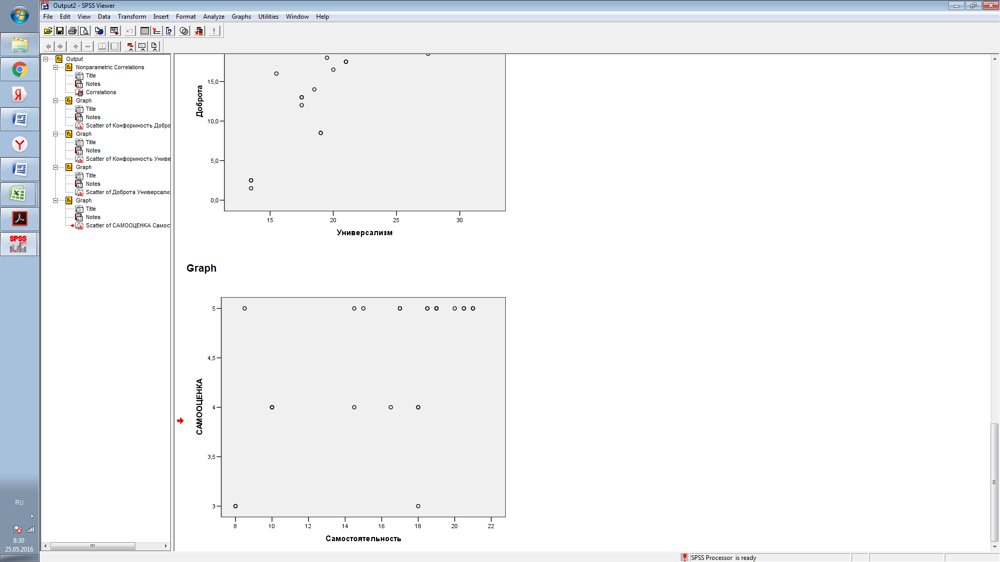 Output2 - SPSS Viewer
File Edit View Data Transform Insert Format Analyze Graphs Utilities Window Help
Output
Nonparametric Correlations
Title
Notes
Correlations
Graph
Title
Notes
Scatter of Конформность Добро
Graph
Title
Notes
Scatter of Конформность Униве
Graph
Title
Notes
Scatter of Доброта Универсализ
Graph
Title
Notes
Scatter of САМООЦЕНКА Самост
15,0
10,0
5,0
0,0
Доброта
15 20 25 30
Универсализм
Graph
5
4,5
4
3,5
3
САМООЦЕНКА
8 10 12 14 16 18 20 22
Самостоятельность
SPSS
RU
8:30
25.05.2016
SPSS Processor is ready